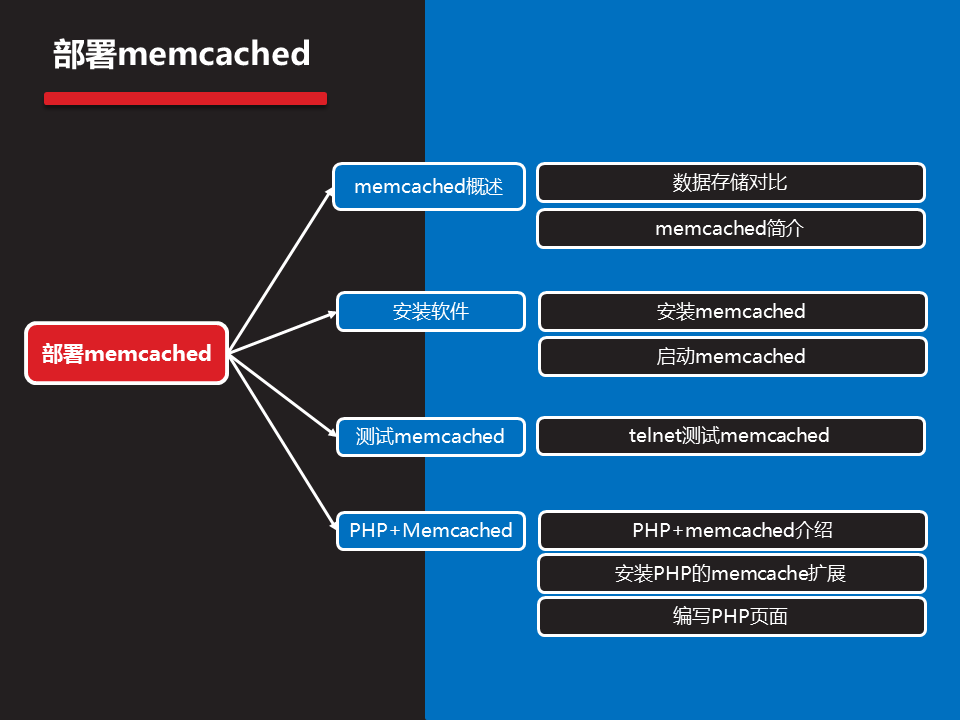 部署memcached
部署memcached
memcached概述
数据存储对比
memcached简介
安装软件
安装memcached
启动memcached
测试memcached
telnet测试memcached
PHP+Memcached
PHP+memcached介绍
安装PHP的memcache扩展
编写PHP页面